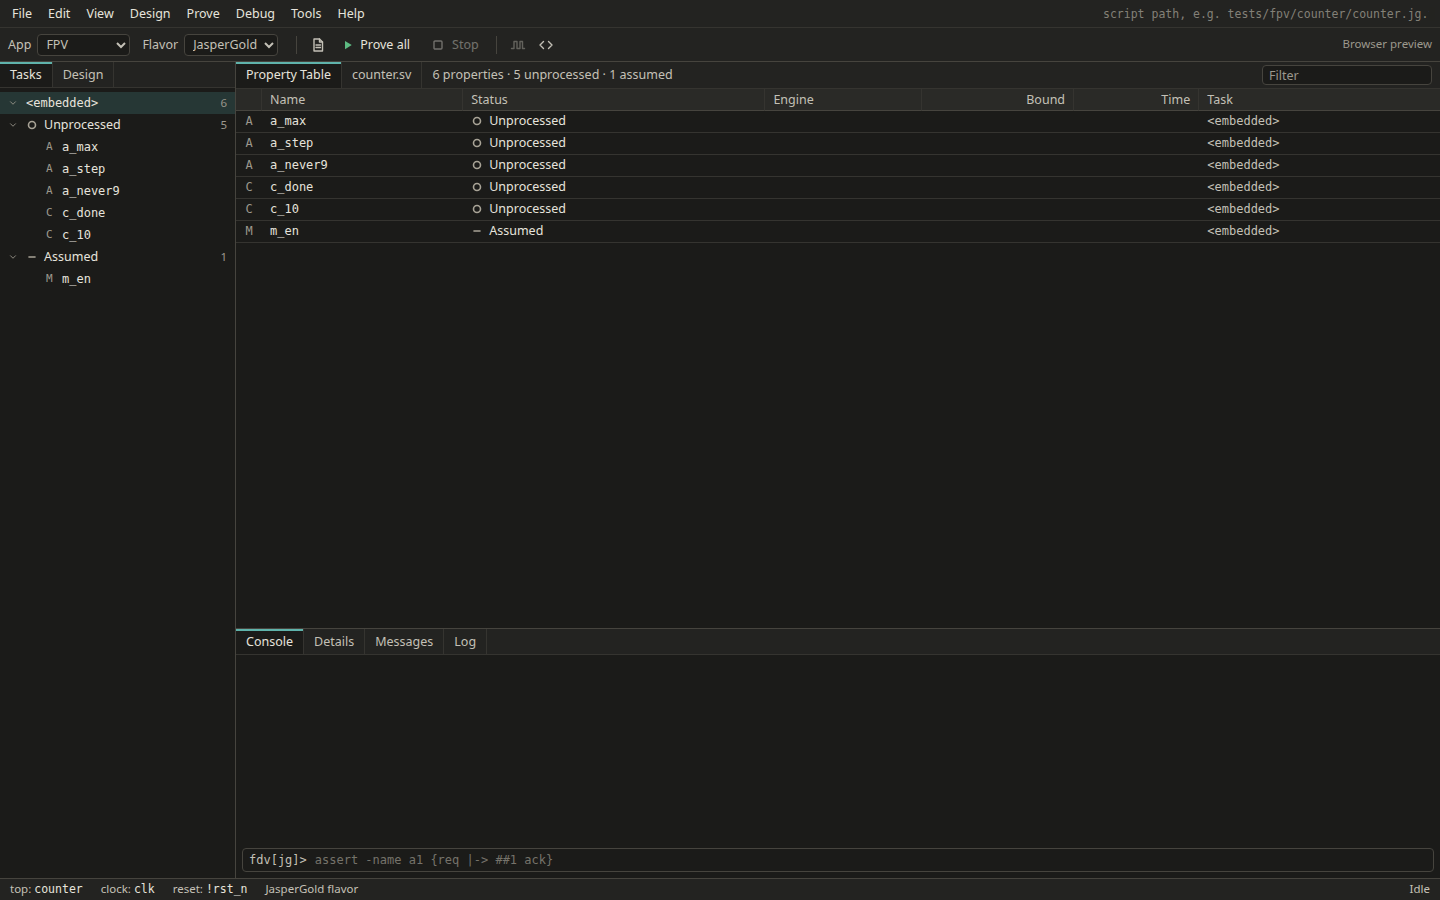 File Edit View Design Prove Debug Tools Help script path, e.g. tests/fpv/counter/counter.jg.
App FPV Flavor JasperGold Prove all Stop Browser preview
Tasks Design
<embedded> 6
Unprocessed 5
A a_max
A a_step
A a_never9
C c_done
C c_10
Assumed 1
M m_en
Property Table counter.sv 6 properties · 5 unprocessed · 1 assumed Filter
Name Status Engine Bound Time Task
A a_max Unprocessed <embedded>
A a_step Unprocessed <embedded>
A a_never9 Unprocessed <embedded>
C c_done Unprocessed <embedded>
C c_10 Unprocessed <embedded>
M m_en Assumed <embedded>
Console Details Messages Log
fdv[jg]> assert -name a1 {req |-> ##1 ack}
top: counter clock: clk reset: !rst_n JasperGold flavor Idle